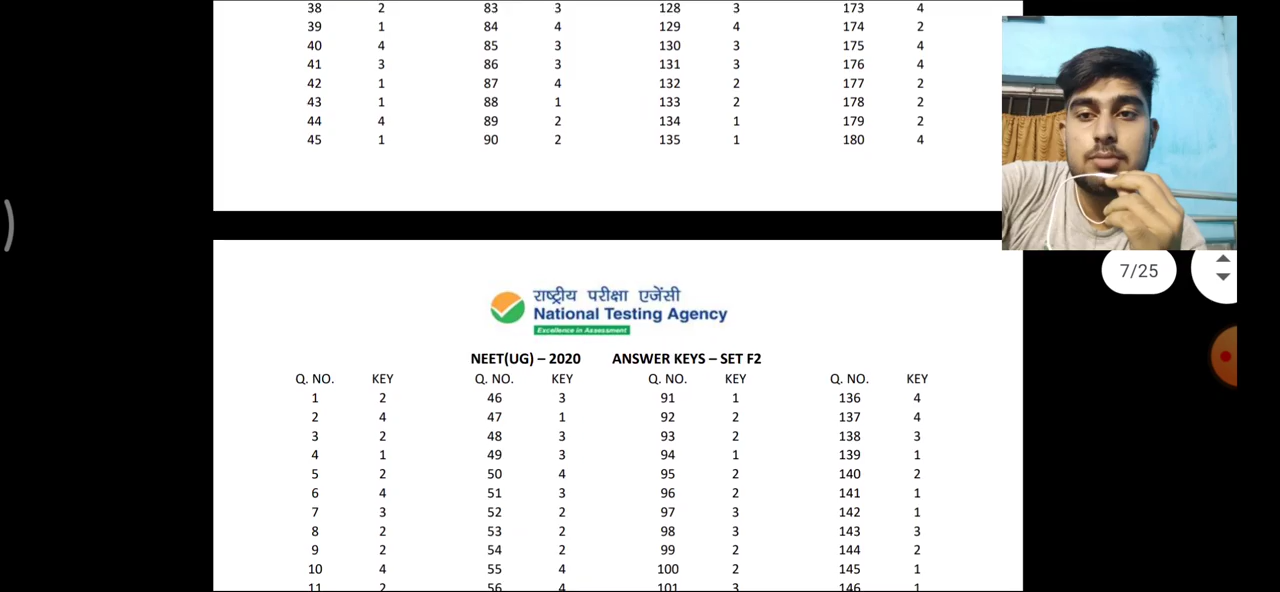 38 2 83 3 128 3 173 4
39 1 84 4 129 4 174 2
40 4 85 3 130 3 175 4
41 3 86 3 131 3 176 4
42 1 87 4 132 2 177 2
43 1 88 1 133 2 178 2
44 4 89 2 134 1 179 2
45 1 90 2 135 1 180 4
7/25
राष्ट्रीय परीक्षा एजेंसी
National Testing Agency
Excellence in Assessment
NEET(UG) – 2020 ANSWER KEYS – SET F2
Q. NO. KEY Q. NO. KEY Q. NO. KEY Q. NO. KEY
1 2 46 3 91 1 136 4
2 4 47 1 92 2 137 4
3 2 48 3 93 2 138 3
4 1 49 3 94 1 139 1
5 2 50 4 95 2 140 2
6 4 51 3 96 2 141 1
7 3 52 2 97 3 142 1
8 2 53 2 98 3 143 3
9 2 54 2 99 2 144 2
10 4 55 4 100 2 145 1
11 2 56 4 101 3 146 1